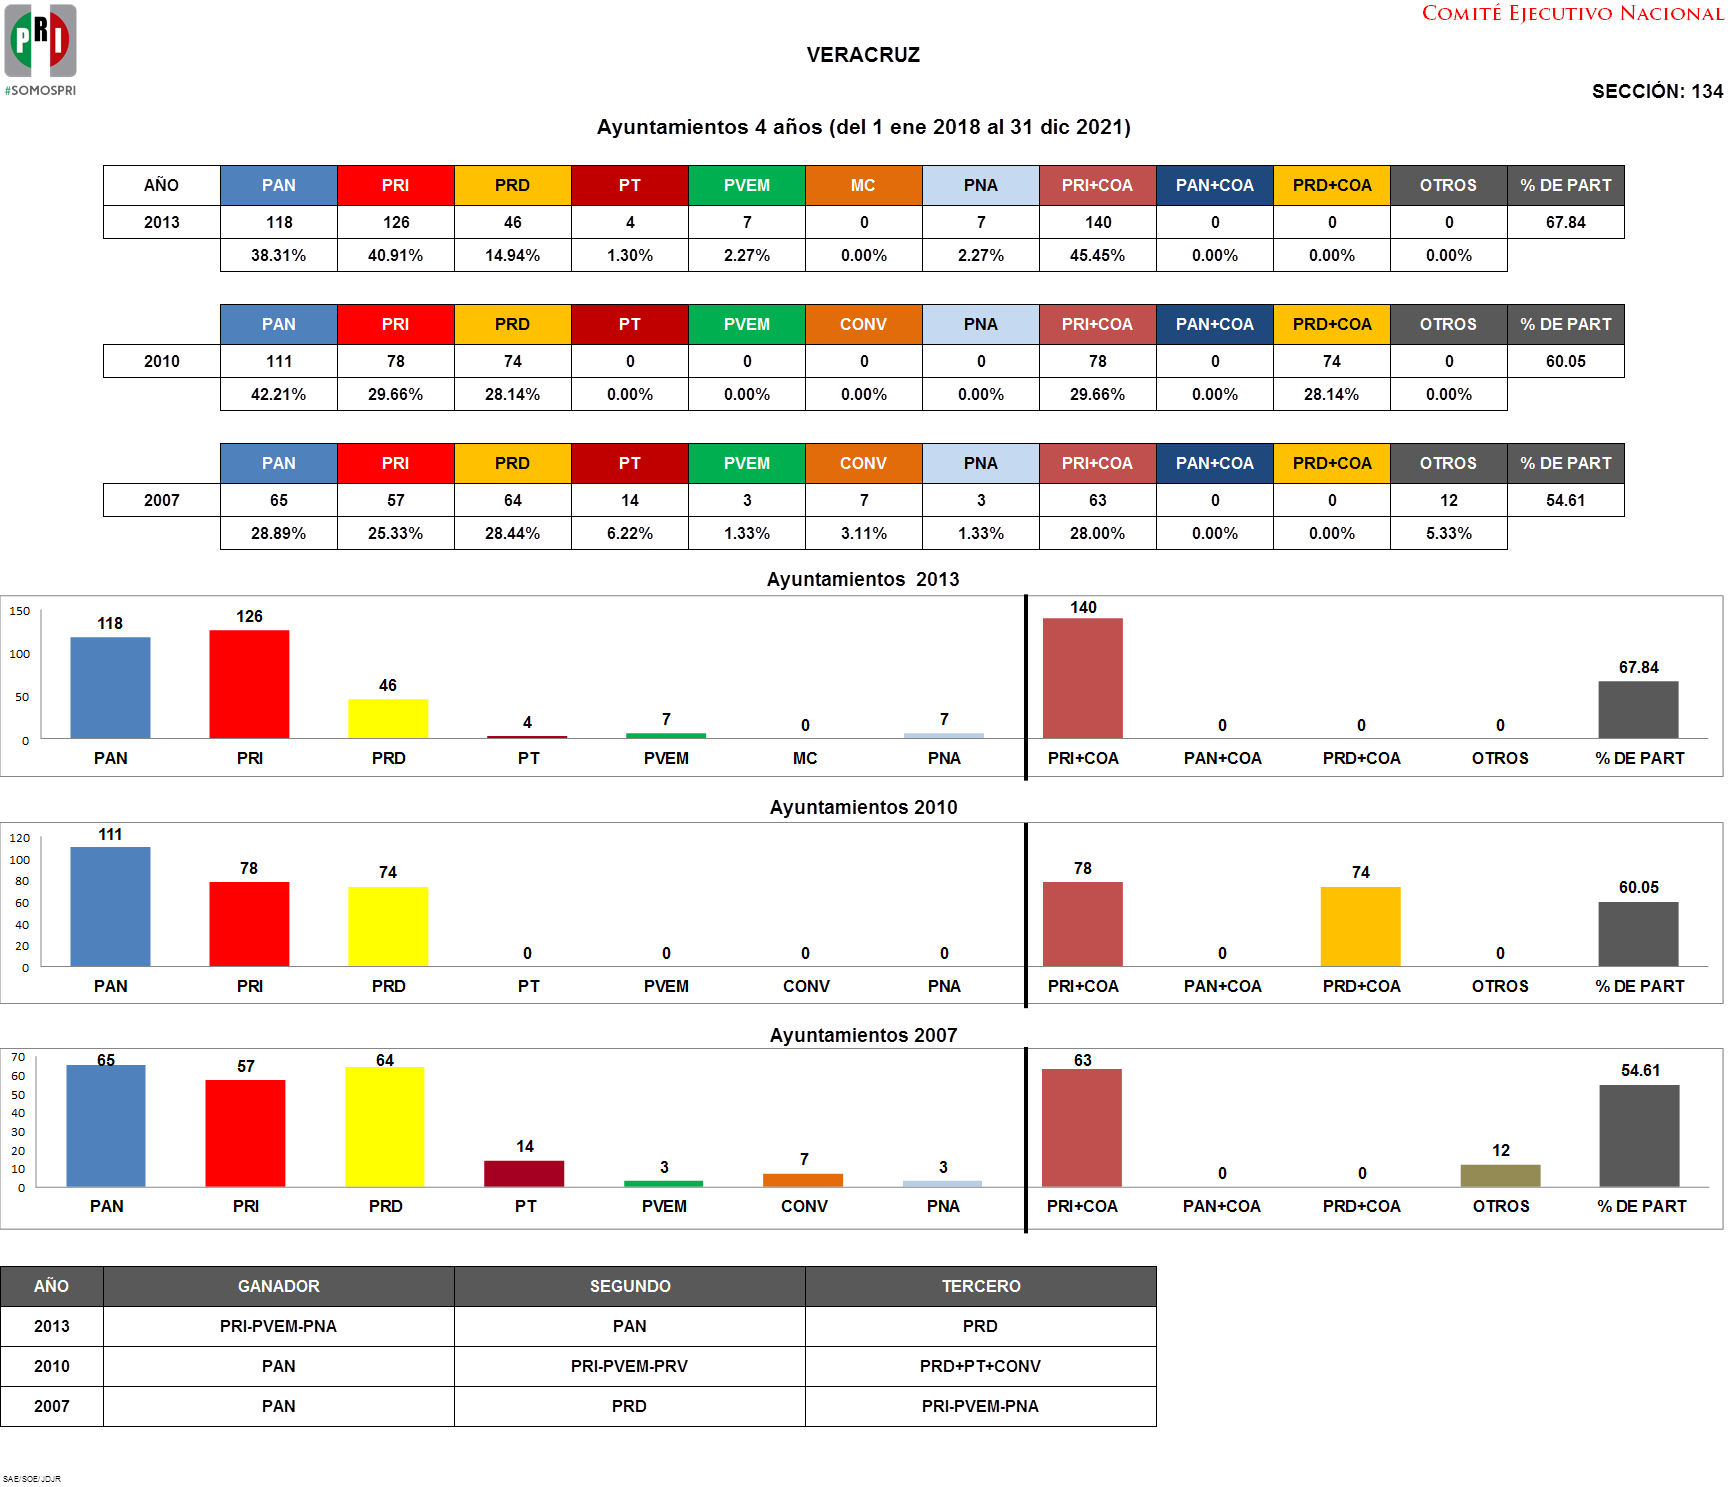 PRI
#SOMOSPRI
COMITÉ EJECUTIVO NACIONAL
VERACRUZ
SECCIÓN: 134
Ayuntamientos 4 años (del 1 ene 2018 al 31 dic 2021)
AÑO PAN PRI PRD PT PVEM MC PNA PRI+COA PAN+COA PRD+COA OTROS % DE PART
2013 118 126 46 4 7 0 7 140 0 0 0 67.84
38.31% 40.91% 14.94% 1.30% 2.27% 0.00% 2.27% 45.45% 0.00% 0.00% 0.00%
PAN PRI PRD PT PVEM CONV PNA PRI+COA PAN+COA PRD+COA OTROS % DE PART
2010 111 78 74 0 0 0 0 78 0 74 0 60.05
42.21% 29.66% 28.14% 0.00% 0.00% 0.00% 0.00% 29.66% 0.00% 28.14% 0.00%
PAN PRI PRD PT PVEM CONV PNA PRI+COA PAN+COA PRD+COA OTROS % DE PART
2007 65 57 64 14 3 7 3 63 0 0 12 54.61
28.89% 25.33% 28.44% 6.22% 1.33% 3.11% 1.33% 28.00% 0.00% 0.00% 5.33%
Ayuntamientos 2013
150
100
50
0
118 126 46 4 7 0 7 140 0 0 0 67.84
PAN PRI PRD PT PVEM MC PNA PRI+COA PAN+COA PRD+COA OTROS % DE PART
Ayuntamientos 2010
120
100
80
60
40
20
0
111 78 74 0 0 0 0 78 0 74 0 60.05
PAN PRI PRD PT PVEM CONV PNA PRI+COA PAN+COA PRD+COA OTROS % DE PART
Ayuntamientos 2007
70
60
50
40
30
20
10
0
65 57 64 14 3 7 3 63 0 0 12 54.61
PAN PRI PRD PT PVEM CONV PNA PRI+COA PAN+COA PRD+COA OTROS % DE PART
AÑO GANADOR SEGUNDO TERCERO
2013 PRI-PVEM-PNA PAN PRD
2010 PAN PRI-PVEM-PRV PRD+PT+CONV
2007 PAN PRD PRI-PVEM-PNA
SAE/SOE/JDJR